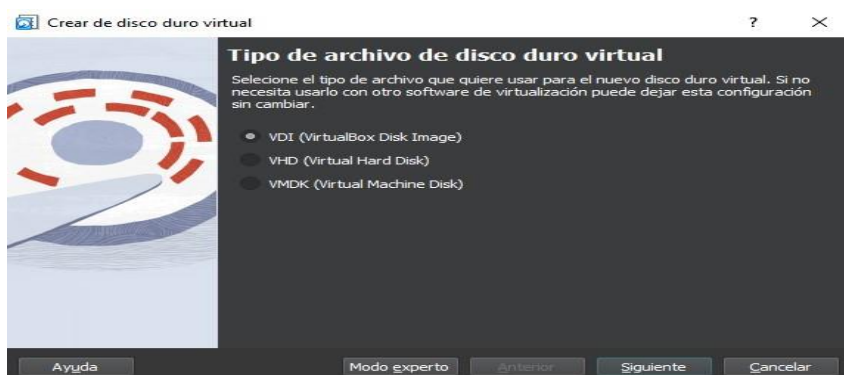 Crear de disco duro virtual
Tipo de archivo de disco duro virtual
Selecione el tipo de archivo que quiere usar para el nuevo disco duro virtual. Si no
necesita usarlo con otro software de virtualización puede dejar esta configuración
sin cambiar.
VDI (VirtualBox Disk Image)
VHD (Virtual Hard Disk)
VMDK (Virtual Machine Disk)
Ayuda Modo experto Anterior Siguiente Cancelar